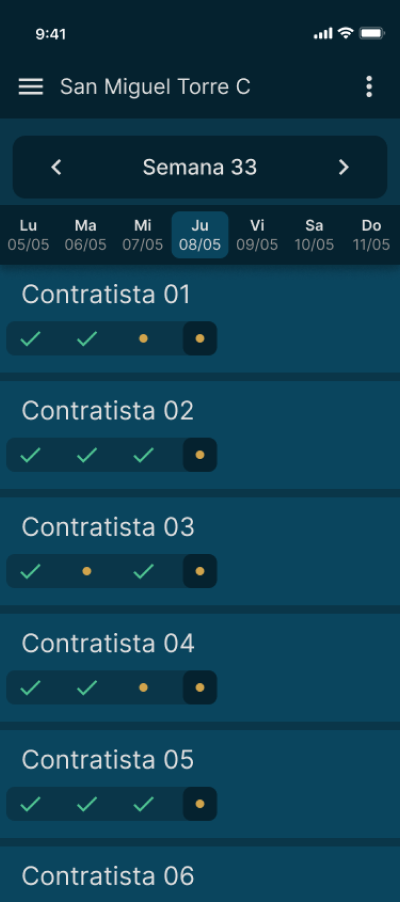 9:41
San Miguel Torre C
Semana 33
Lu Ma Mi Ju Vi Sa Do
05/05 06/05 07/05 08/05 09/05 10/05 11/05
Contratista 01
Contratista 02
Contratista 03
Contratista 04
Contratista 05
Contratista 06